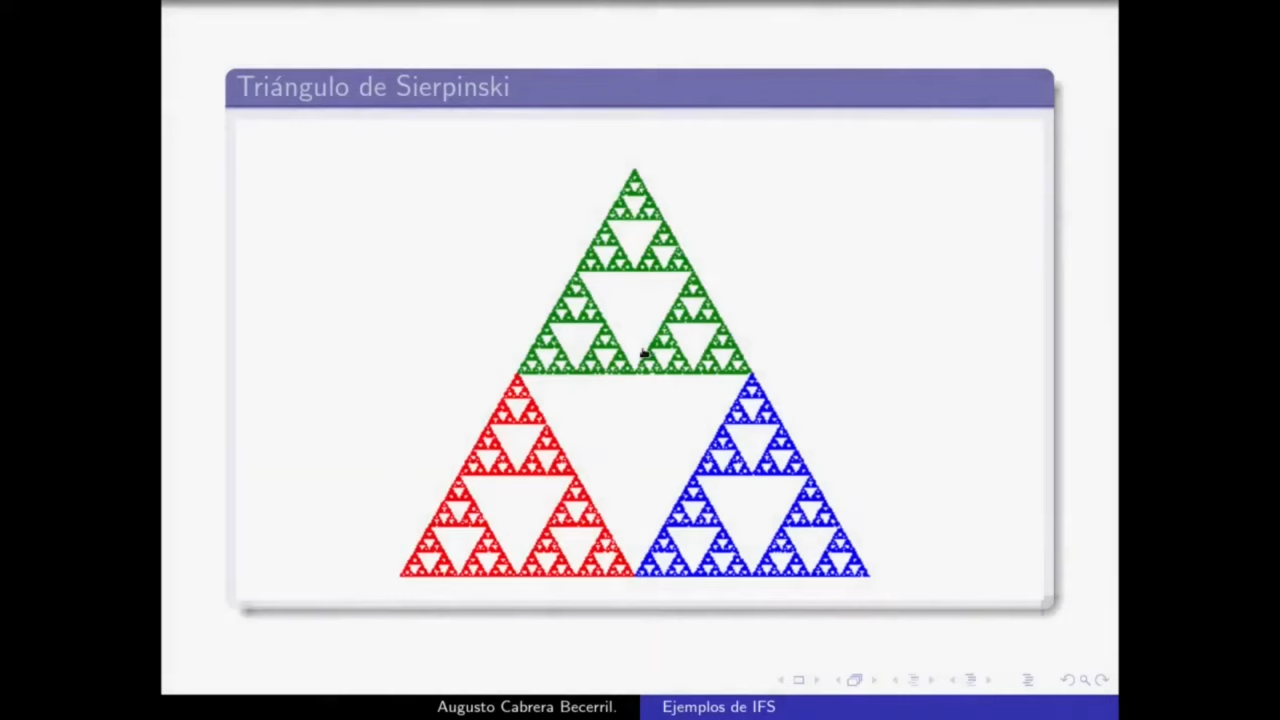 Triángulo de Sierpinski
Augusto Cabrera Becerril.
Ejemplos de IFS